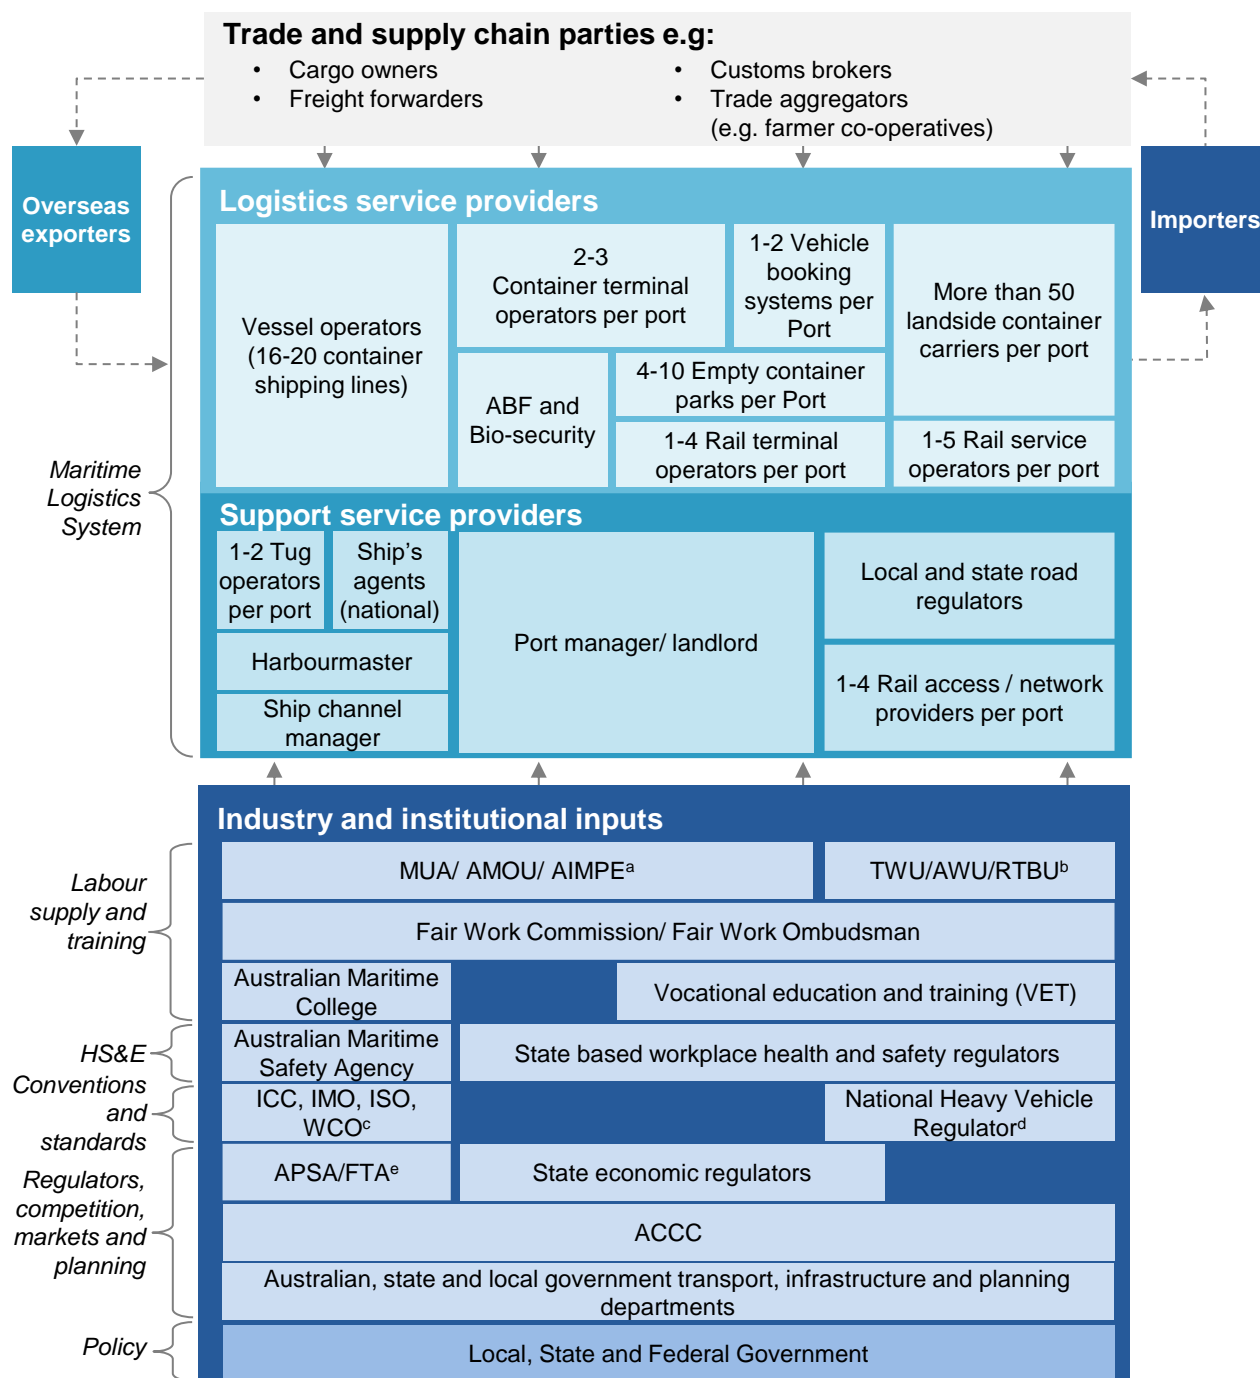 Trade and supply chain parties e.g:
• Cargo owners
• Freight forwarders
• Customs brokers
• Trade aggregators
(e.g. farmer co-operatives)
Overseas
exporters
Importers
Maritime
Logistics
System
Logistics service providers
Vessel operators
(16-20 container
shipping lines)
2-3
Container terminal
operators per port
1-2 Vehicle
booking
systems per
Port
More than 50
landside container
carriers per port
ABF and
Bio-security
4-10 Empty container
parks per Port
1-4 Rail terminal
operators per port
1-5 Rail service
operators per port
Support service providers
1-2 Tug
operators
per port
Ship’s
agents
(national)
Harbourmaster
Ship channel
manager
Port manager/ landlord
Local and state road
regulators
1-4 Rail access / network
providers per port
Industry and institutional inputs
Labour
supply and
training
MUA/ AMOU/ AIMPEᵃ
TWU/AWU/RTBUᵇ
Fair Work Commission/ Fair Work Ombudsman
Australian Maritime
College
Vocational education and training (VET)
HS&E
Australian Maritime
Safety Agency
State based workplace health and safety regulators
Conventions
and
standards
ICC, IMO, ISO,
WCOᶜ
National Heavy Vehicle
Regulatorᵈ
Regulators,
competition,
markets and
planning
APSA/FTAᵉ
State economic regulators
ACCC
Australian, state and local government transport, infrastructure and planning
departments
Policy
Local, State and Federal Government